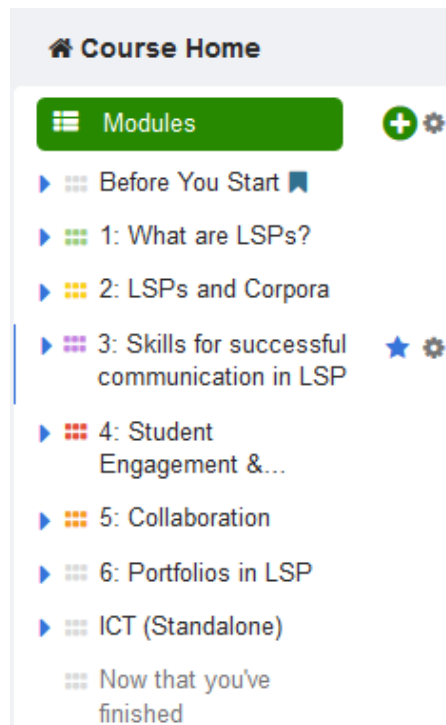 Course Home
Modules
Before You Start
1: What are LSPs?
2: LSPs and Corpora
3: Skills for successful
communication in LSP
4: Student
Engagement &...
5: Collaboration
6: Portfolios in LSP
ICT (Standalone)
Now that you've
finished